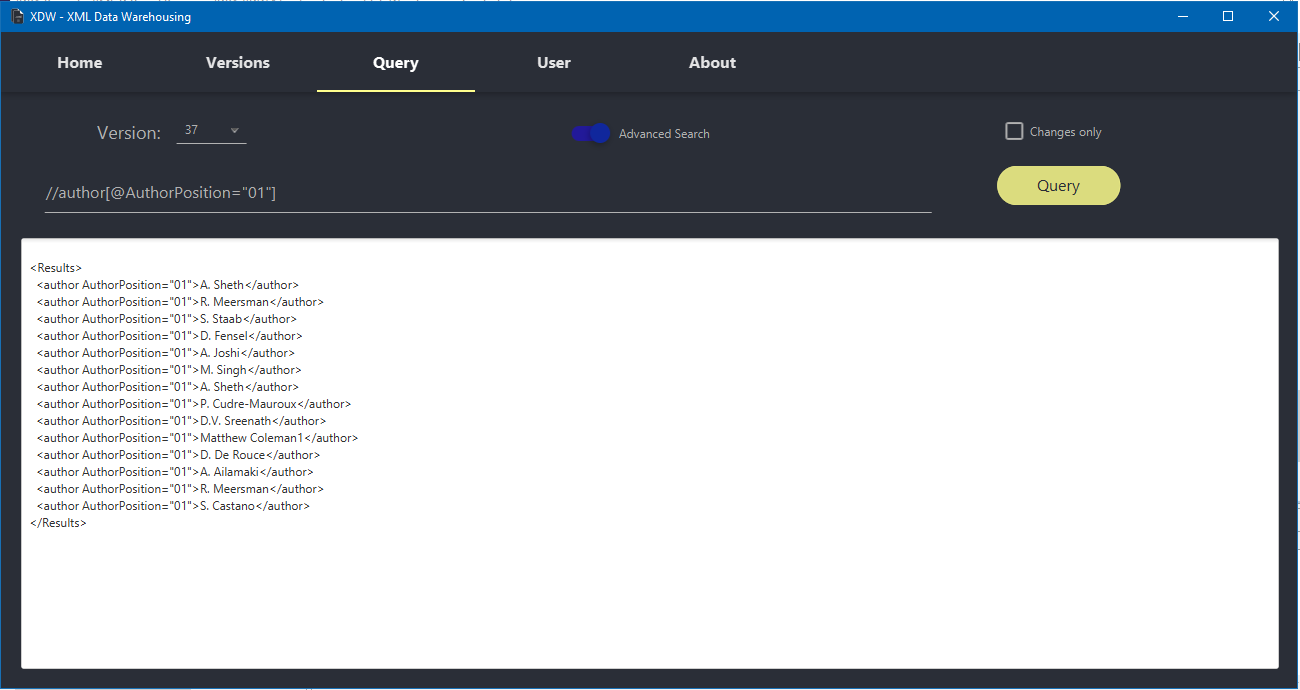 XDW - XML Data Warehousing
Home Versions Query User About
Version: 37 Advanced Search Changes only
//author[@AuthorPosition="01"] Query
<Results>
<author AuthorPosition="01">A. Sheth</author>
<author AuthorPosition="01">R. Meersman</author>
<author AuthorPosition="01">S. Staab</author>
<author AuthorPosition="01">D. Fensel</author>
<author AuthorPosition="01">A. Joshi</author>
<author AuthorPosition="01">M. Singh</author>
<author AuthorPosition="01">A. Sheth</author>
<author AuthorPosition="01">P. Cudre-Mauroux</author>
<author AuthorPosition="01">D.V. Sreenath</author>
<author AuthorPosition="01">Matthew Coleman1</author>
<author AuthorPosition="01">D. De Rouce</author>
<author AuthorPosition="01">A. Ailamaki</author>
<author AuthorPosition="01">R. Meersman</author>
<author AuthorPosition="01">S. Castano</author>
</Results>